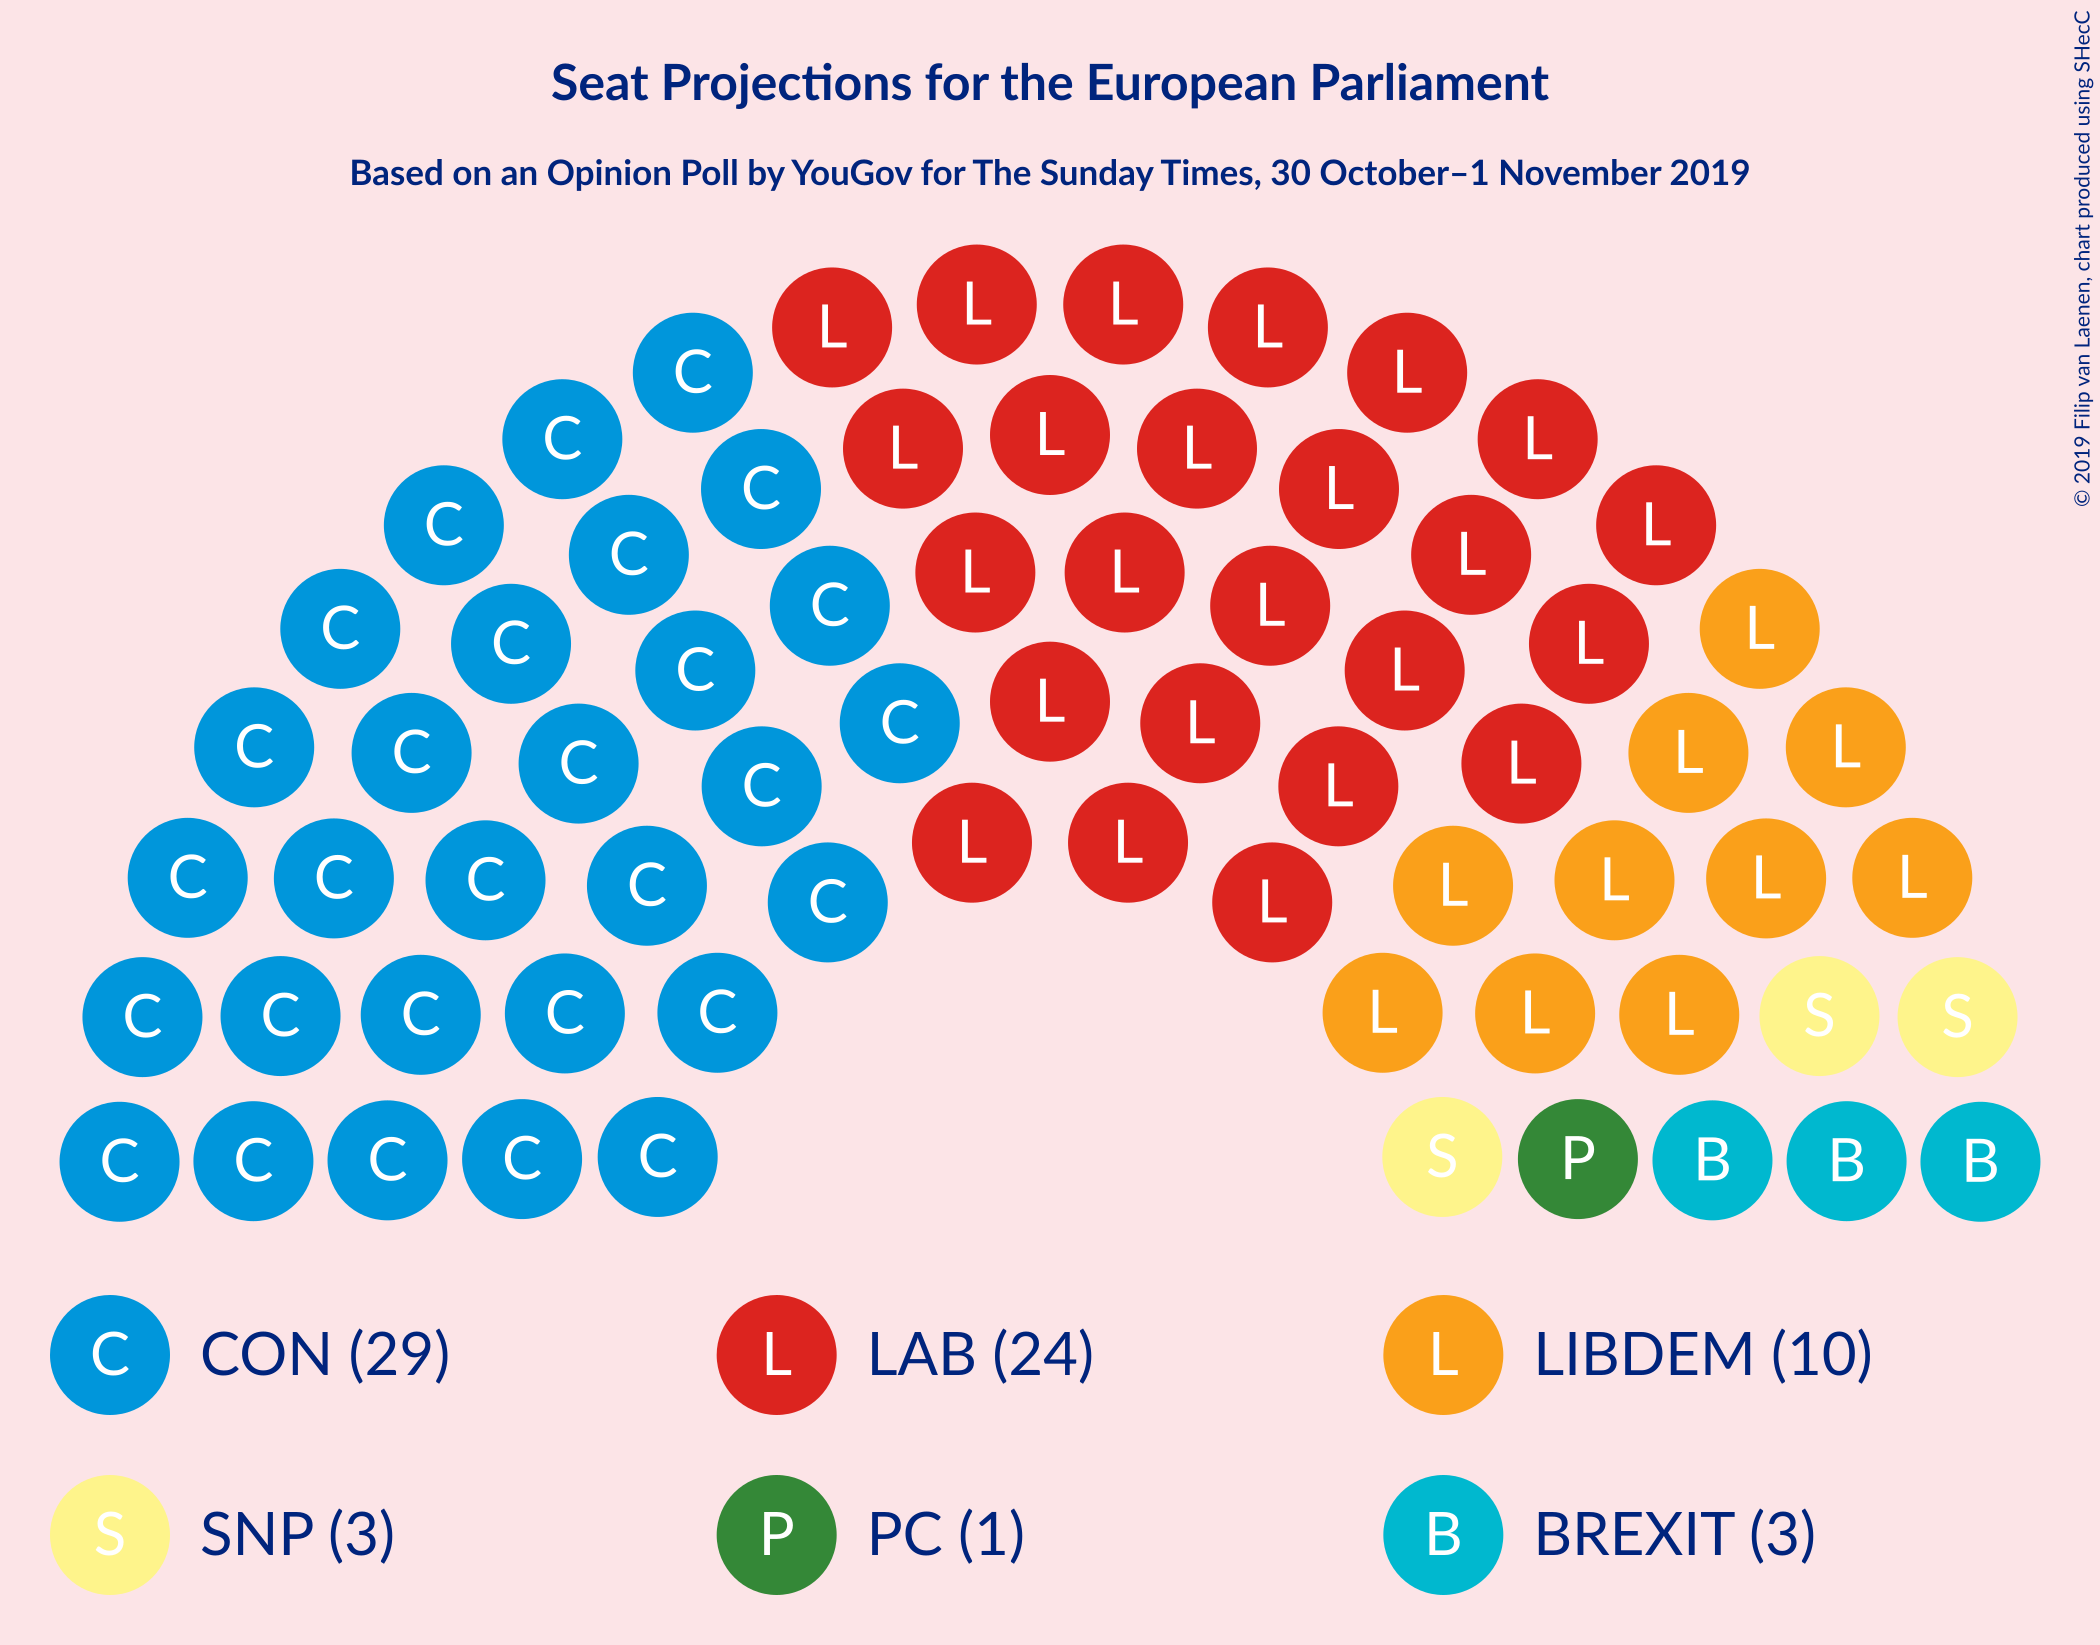 Seat Projections for the European Parliament
Based on an Opinion Poll by YouGov for The Sunday Times, 30 October–1 November 2019
© 2019 Filip van Laenen, chart produced using SHecC
L L L L
C L
C L
C L L L L L
C L
C L L L L
C L
C L L L
C L
C C L L L
C C C L L L
C C C L L L
C C C C L L C L L L L L
C C C C C L L L S S
C C C C C S P B B B
C CON (29) L LAB (24) L LIBDEM (10)
S SNP (3) P PC (1) B BREXIT (3)